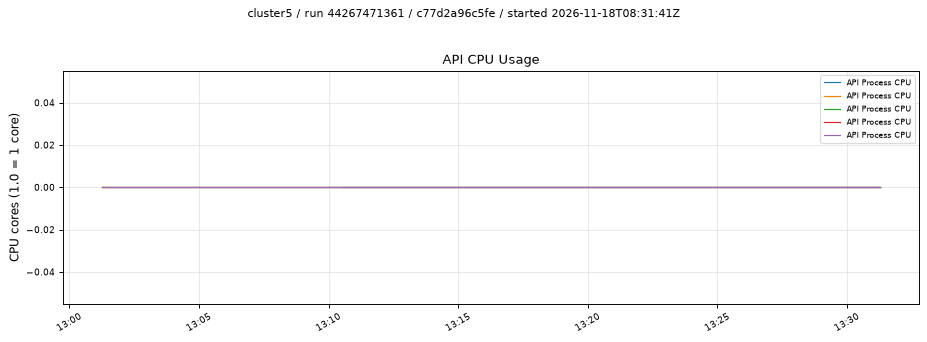 cluster5 / run 44267471361 / c77d2a96c5fe / started 2026-11-18T08:31:41Z
API CPU Usage
CPU cores (1.0 = 1 core)
0.04
0.02
0.00
−0.02
−0.04
API Process CPU
API Process CPU
API Process CPU
API Process CPU
API Process CPU
13:00
13:05
13:10
13:15
13:20
13:25
13:30